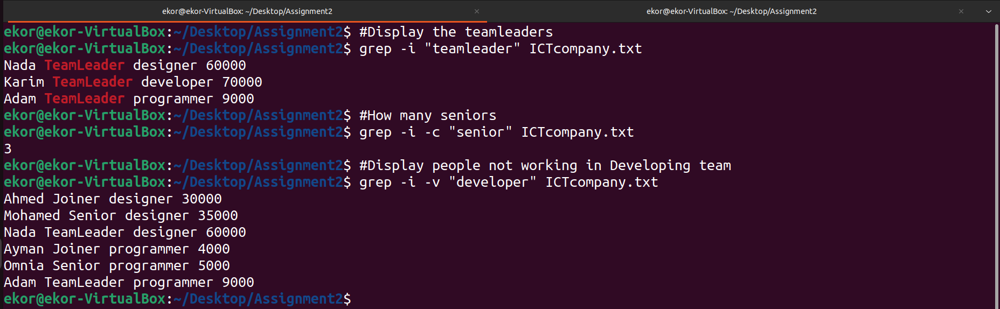 ekor@ekor-VirtualBox: ~/Desktop/Assignment2 × ekor@ekor-VirtualBox: ~/Desktop/Assignment2 ×
ekor@ekor-VirtualBox:~/Desktop/Assignment2$ #Display the teamleaders
ekor@ekor-VirtualBox:~/Desktop/Assignment2$ grep -i "teamleader" ICTcompany.txt
Nada TeamLeader designer 60000
Karim TeamLeader developer 70000
Adam TeamLeader programmer 9000
ekor@ekor-VirtualBox:~/Desktop/Assignment2$ #How many seniors
ekor@ekor-VirtualBox:~/Desktop/Assignment2$ grep -i -c "senior" ICTcompany.txt
3
ekor@ekor-VirtualBox:~/Desktop/Assignment2$ #Display people not working in Developing team
ekor@ekor-VirtualBox:~/Desktop/Assignment2$ grep -i -v "developer" ICTcompany.txt
Ahmed Joiner designer 30000
Mohamed Senior designer 35000
Nada TeamLeader designer 60000
Ayman Joiner programmer 4000
Omnia Senior programmer 5000
Adam TeamLeader programmer 9000
ekor@ekor-VirtualBox:~/Desktop/Assignment2$